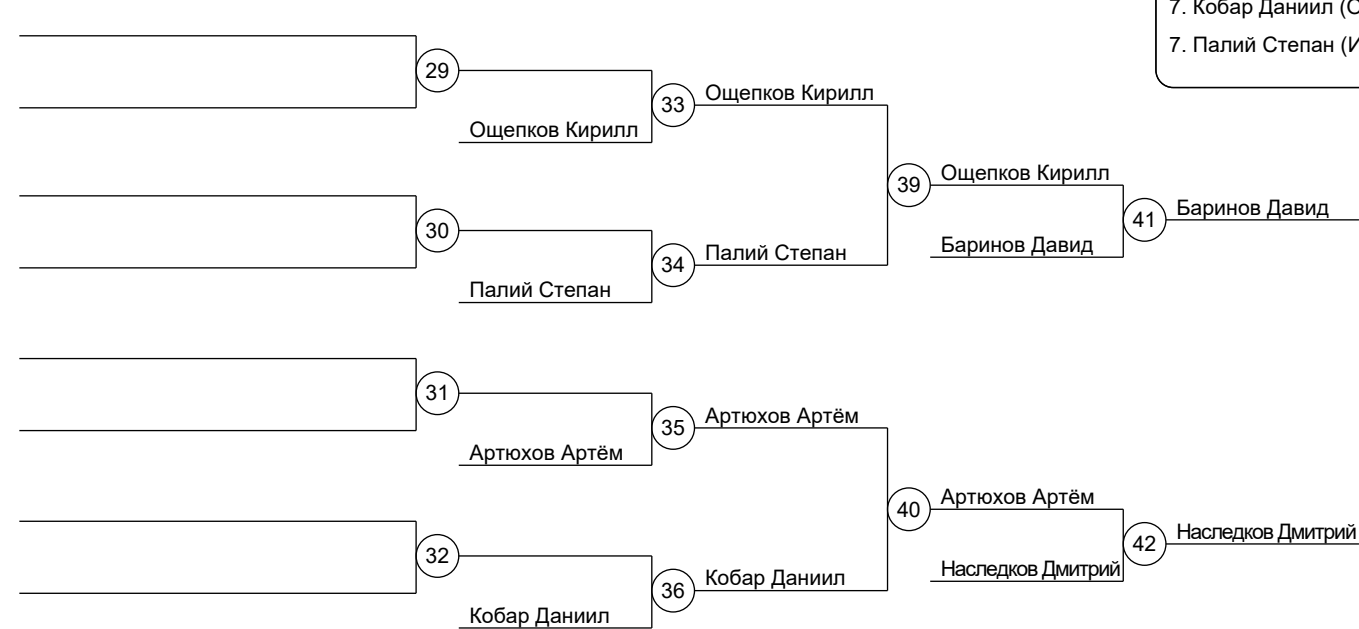 7. Кобар Даниил (С
7. Палий Степан (И
29
33
Ощепков Кирилл
Ощепков Кирилл
39
Ощепков Кирилл
41
Баринов Давид
30
34
Палий Степан
Баринов Давид
Палий Степан
31
35
Артюхов Артём
Артюхов Артём
40
Артюхов Артём
42
Наследков Дмитрий
32
36
Кобар Даниил
Наследков Дмитрий
Кобар Даниил